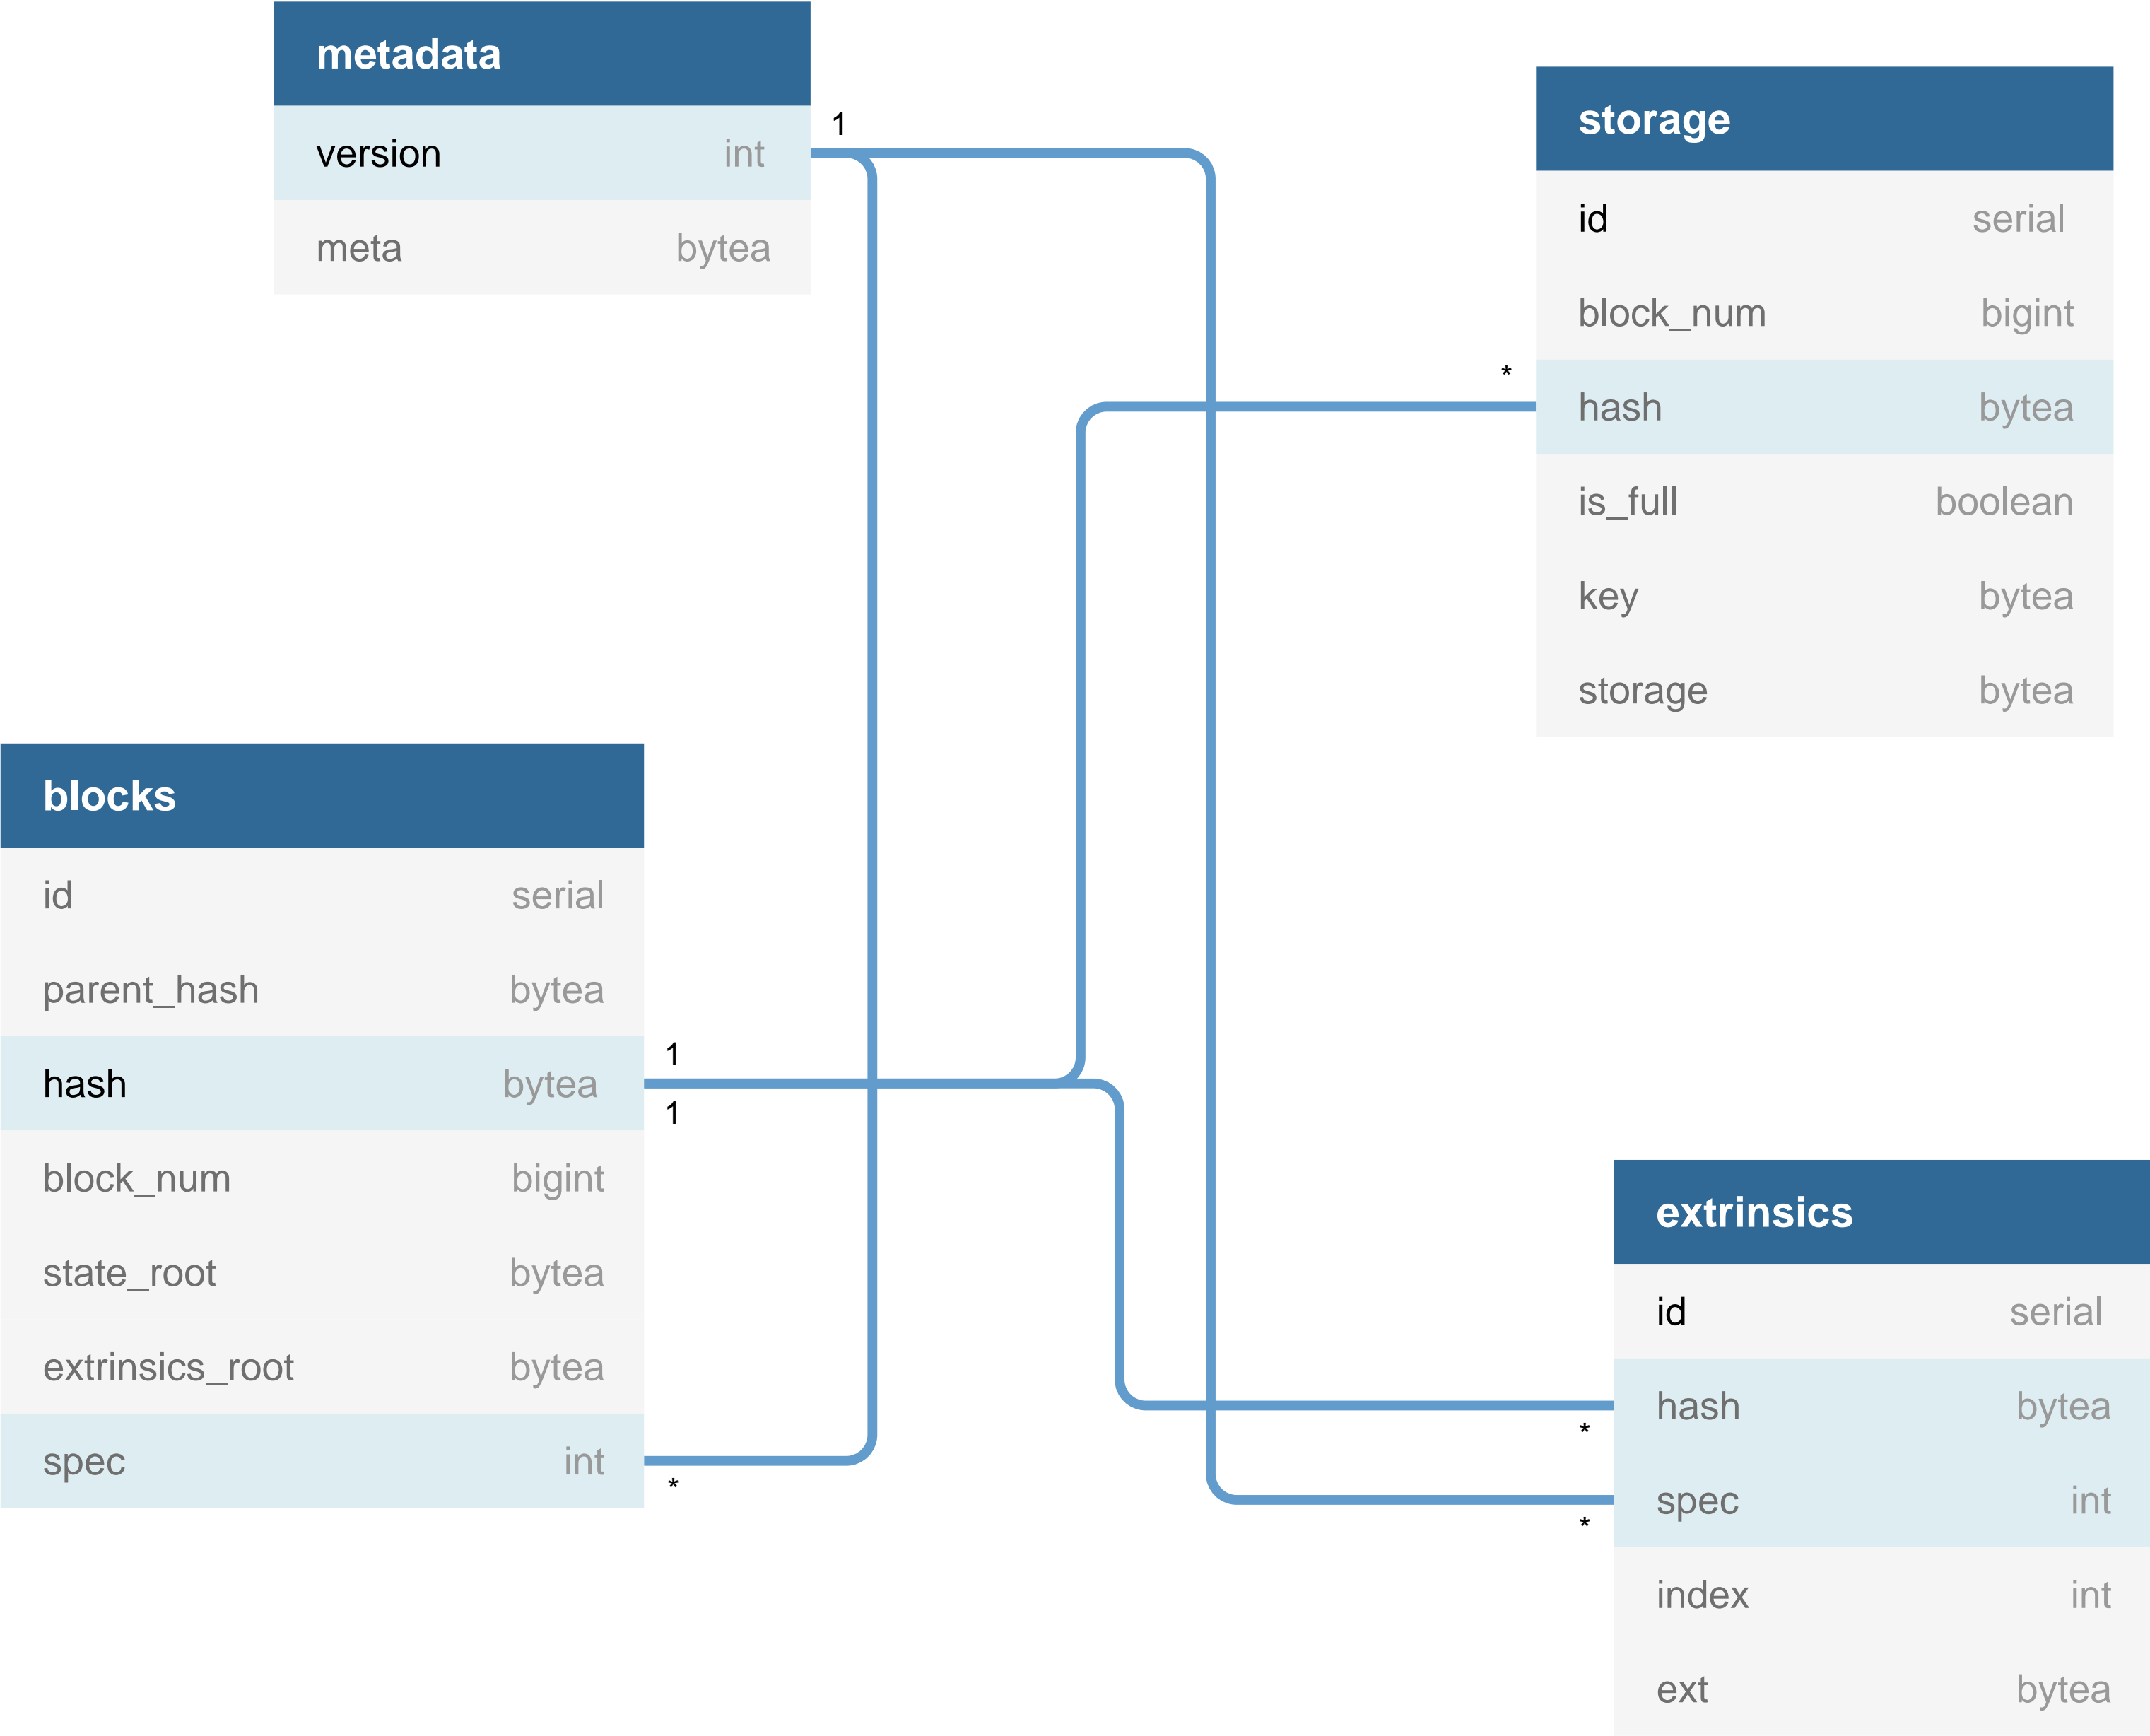 metadata
version int
meta bytea
1
storage
id serial
block_num bigint
hash bytea
is_full boolean
key bytea
storage bytea
*
blocks
id serial
parent_hash bytea
hash bytea
block_num bigint
state_root bytea
extrinsics_root bytea
spec int
1
1
*
extrinsics
id serial
hash bytea
spec int
index int
ext bytea
*
*